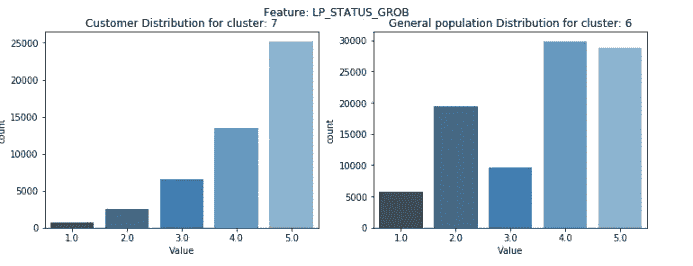 Feature: LP_STATUS_GROB
Customer Distribution for cluster: 7
General population Distribution for cluster: 6
25000
20000
15000
10000
5000
0
count
1.0 2.0 3.0 4.0 5.0
Value
30000
25000
20000
15000
10000
5000
0
count
1.0 2.0 3.0 4.0 5.0
Value